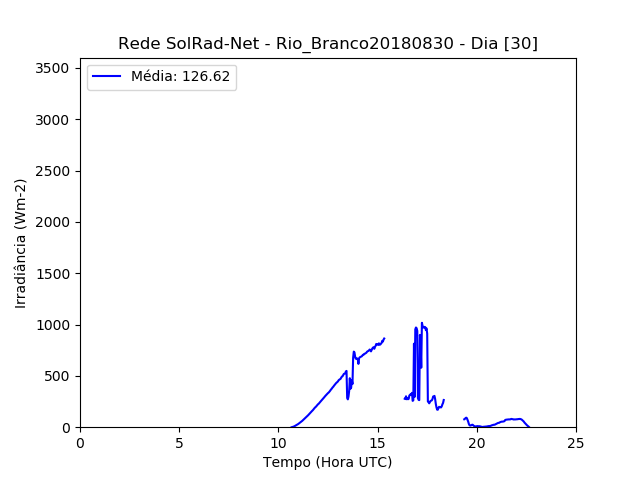 Rede SolRad-Net - Rio_Branco20180830 - Dia [30]
Média: 126.62
Irradiância (Wm-2)
3500
3000
2500
2000
1500
1000
500
0
0 5 10 15 20 25
Tempo (Hora UTC)